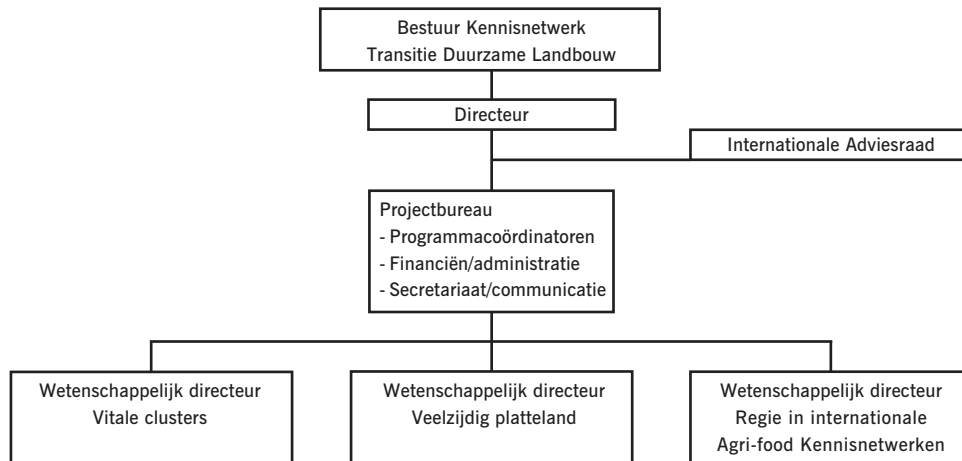 Bestuur Kennisnetwerk
Transitie Duurzame Landbouw
Directeur
Internationale Adviesraad
Projectbureau
- Programmacoördinatoren
- Financiën/administratie
- Secretariaat/communicatie
Wetenschappelijk directeur
Vitale clusters
Wetenschappelijk directeur
Veelzijdig platteland
Wetenschappelijk directeur
Regie in internationale
Agri-food Kennisnetwerken